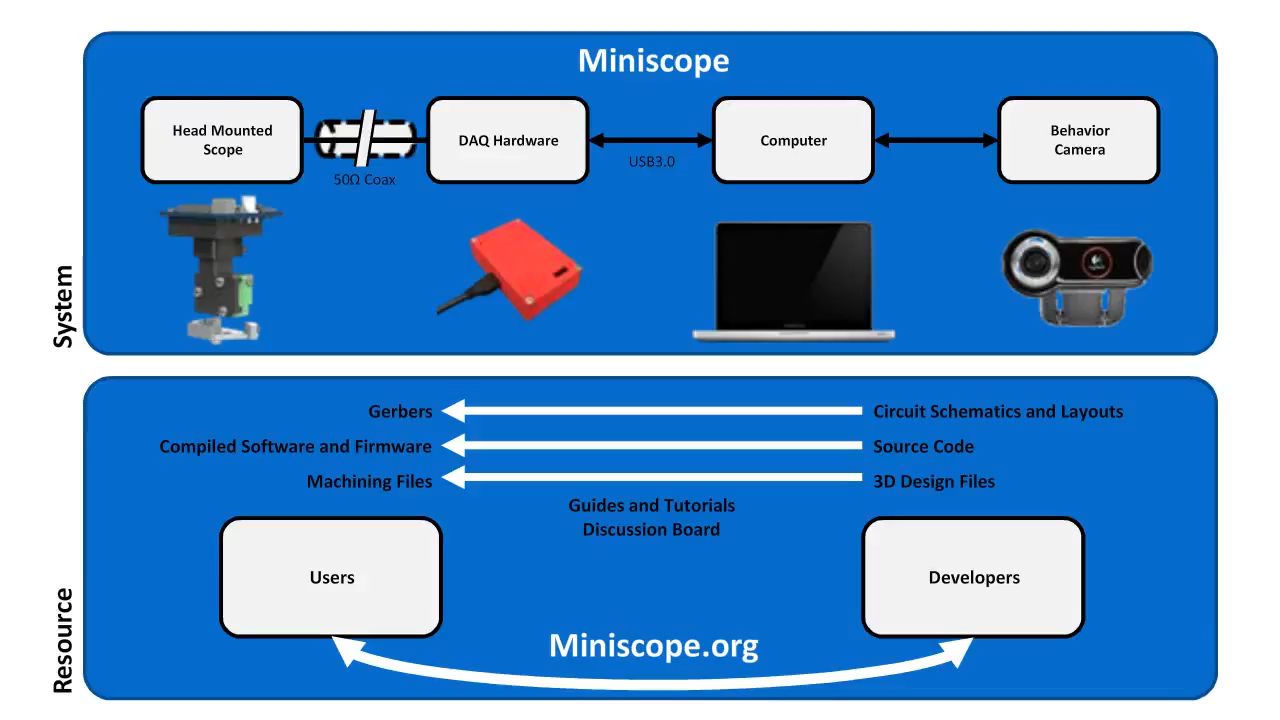 Miniscope
Head Mounted
Scope
DAQ Hardware
Computer
Behavior
Camera
USB3.0
50Ω Coax
System
Gerbers
Circuit Schematics and Layouts
Compiled Software and Firmware
Source Code
Machining Files
3D Design Files
Guides and Tutorials
Discussion Board
Users
Developers
Miniscope.org
Resource